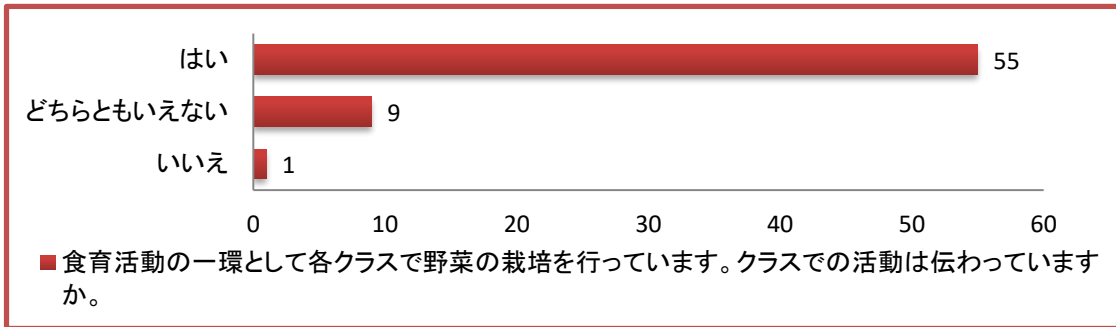 はい 55
どちらともいえない 9
いいえ 1
0 10 20 30 40 50 60
食育活動の一環として各クラスで野菜の栽培を行っています。クラスでの活動は伝わっています
か。